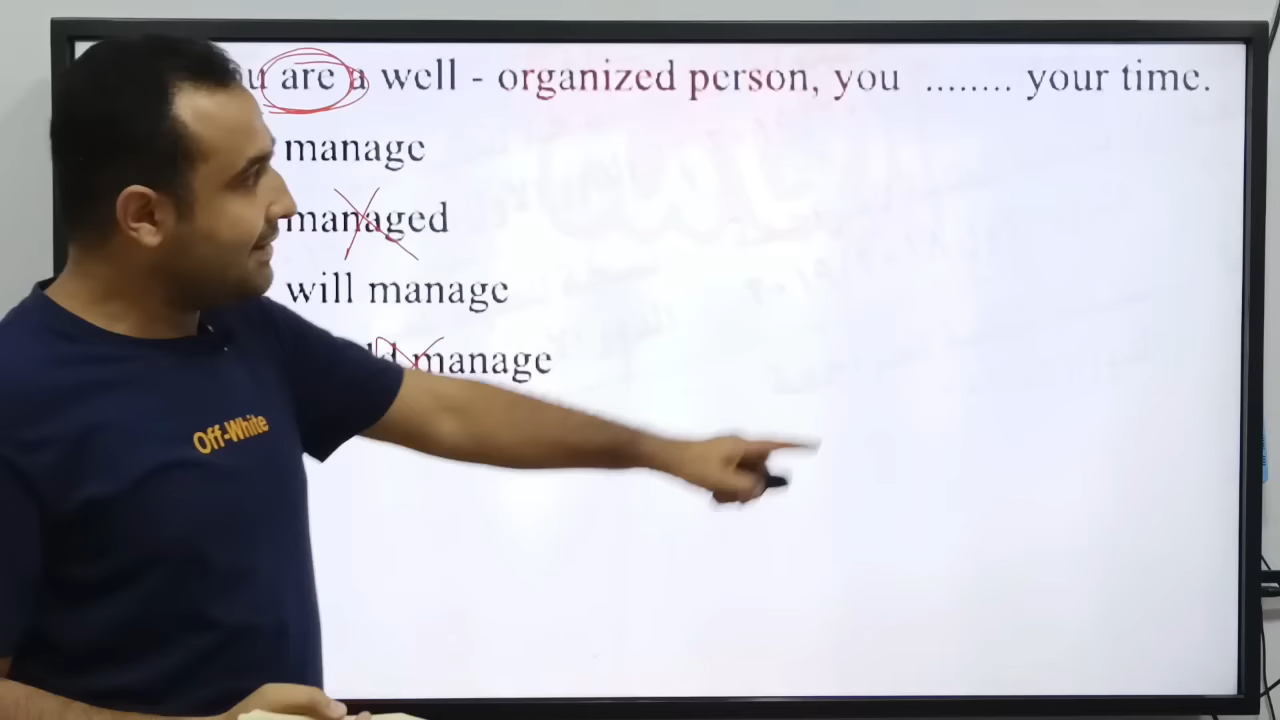 are a well - organized person, you ........ your time.
manage
managed
will manage
manage
Off-White